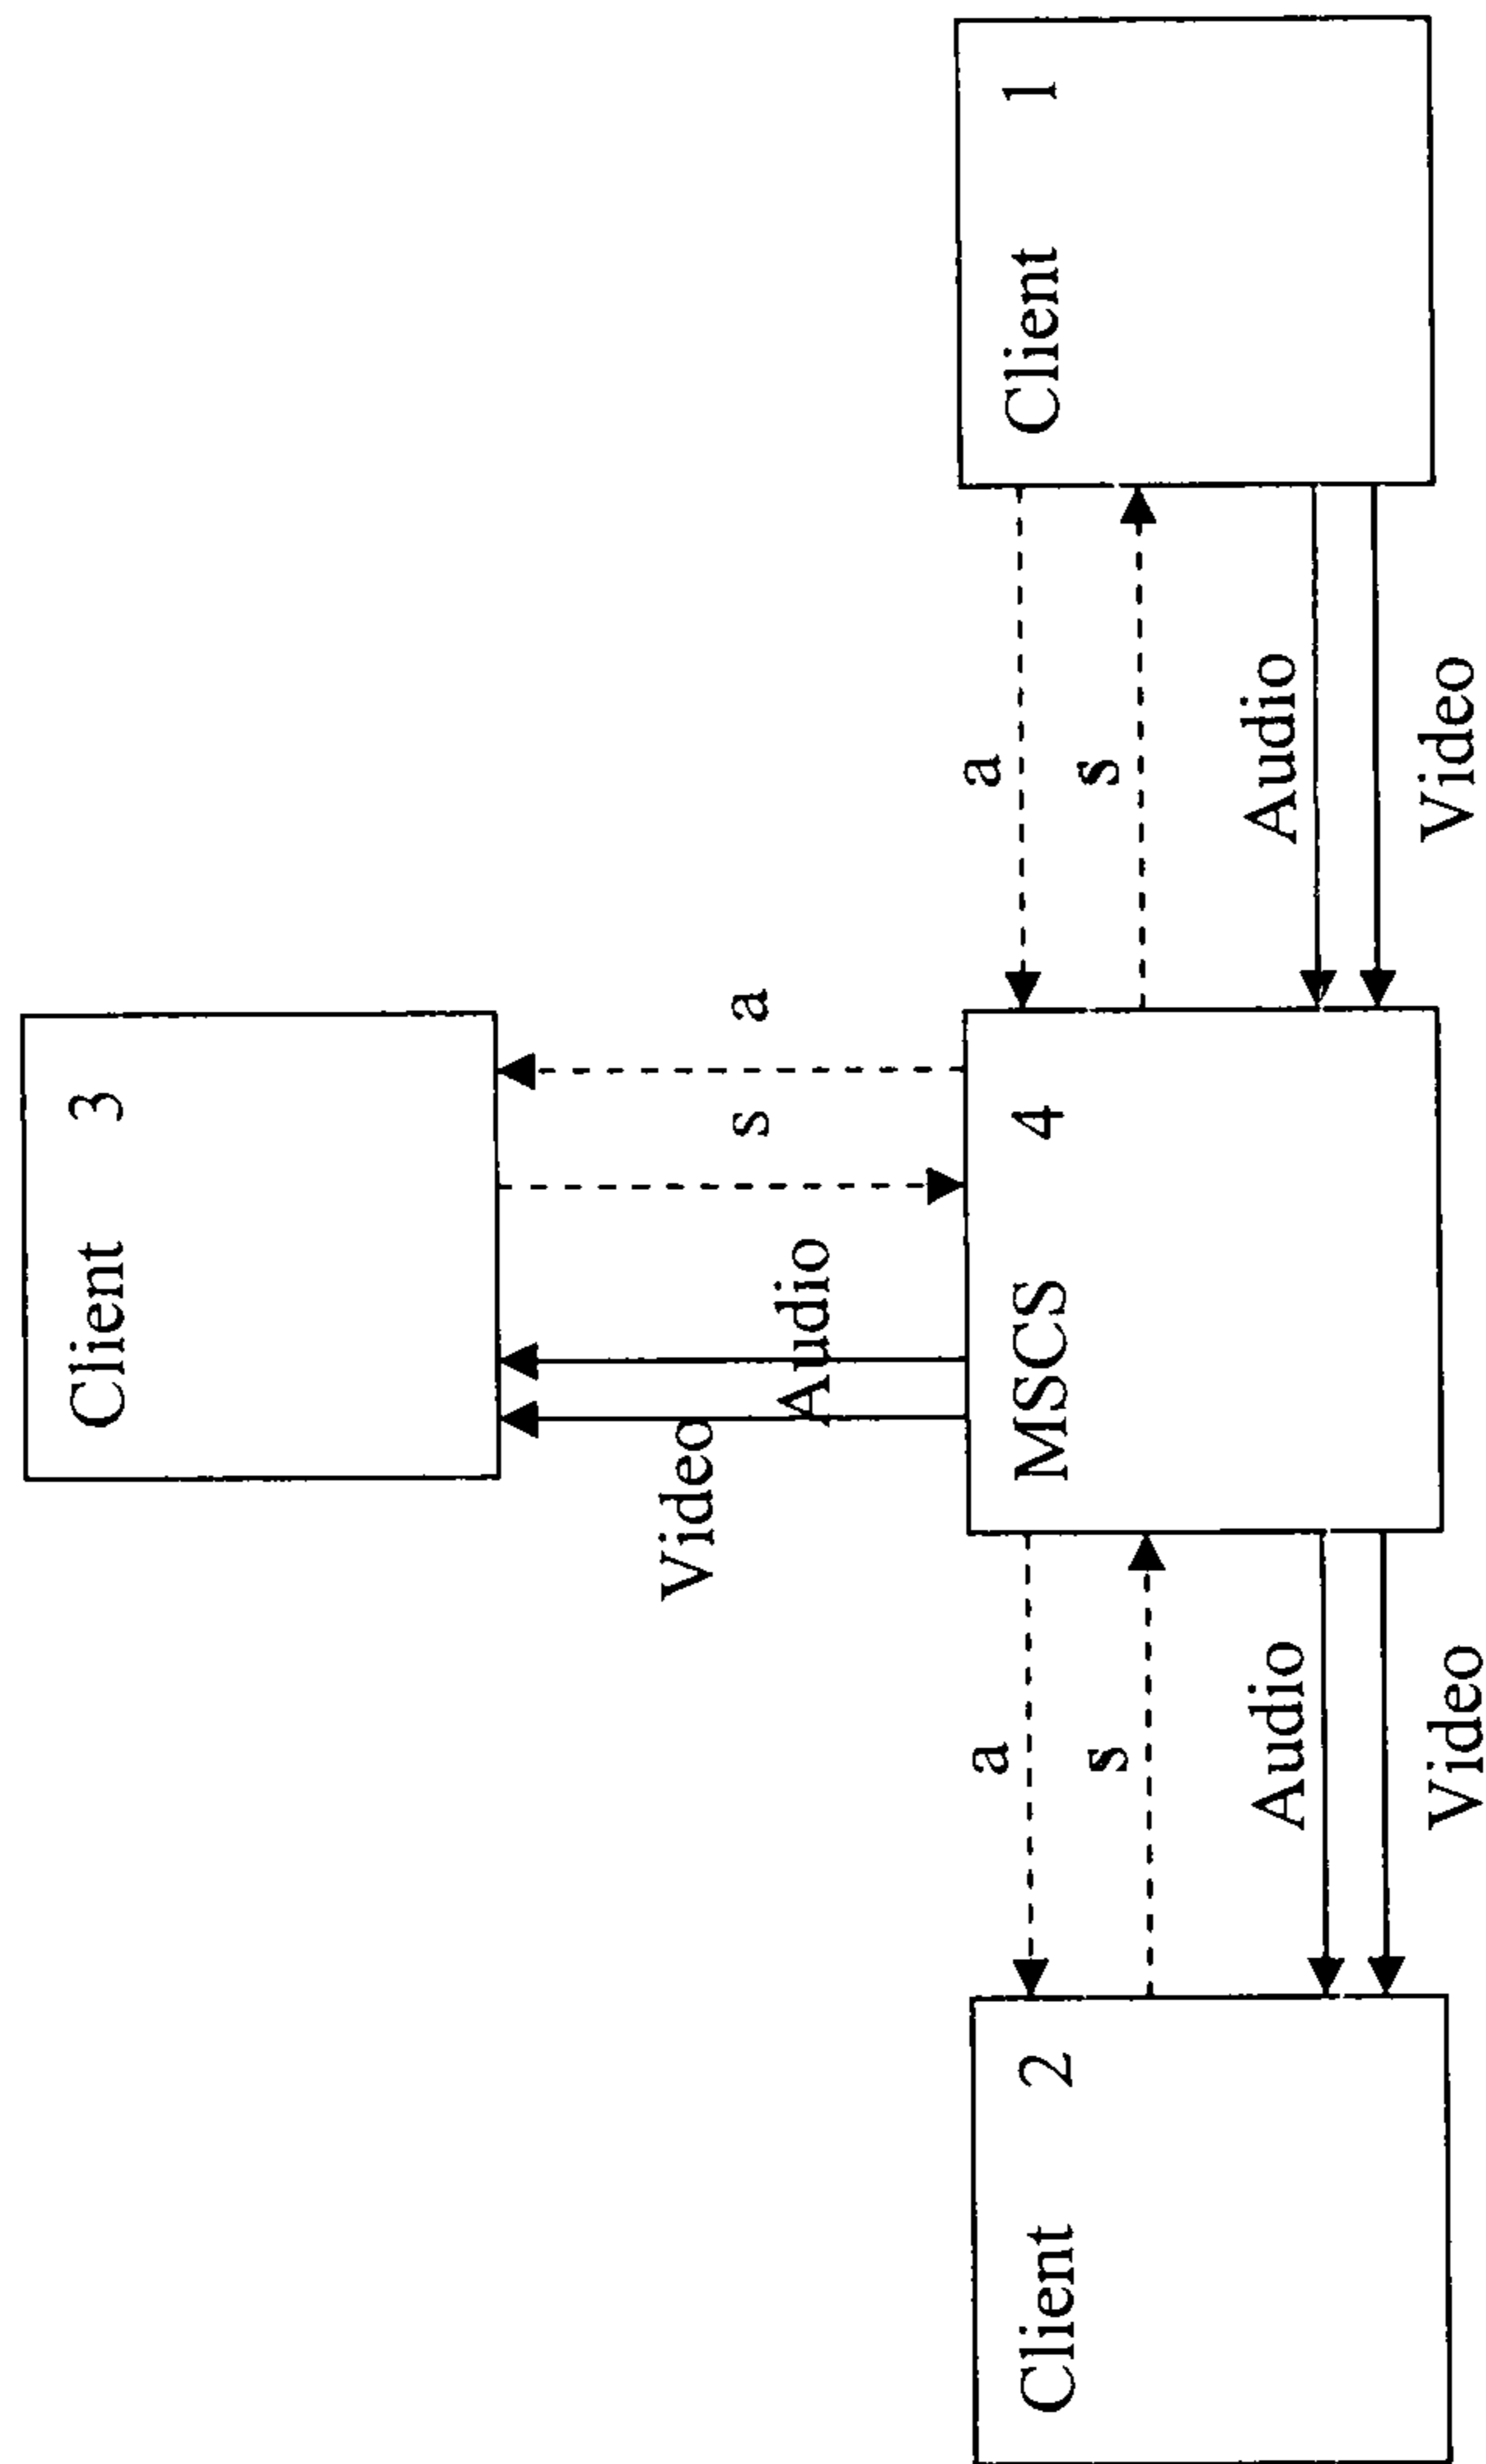 Client 3
a
s
Audio
Video
Client 2
a
s
Audio
Video
MSCS 4
a
s
Audio
Video
Client 1